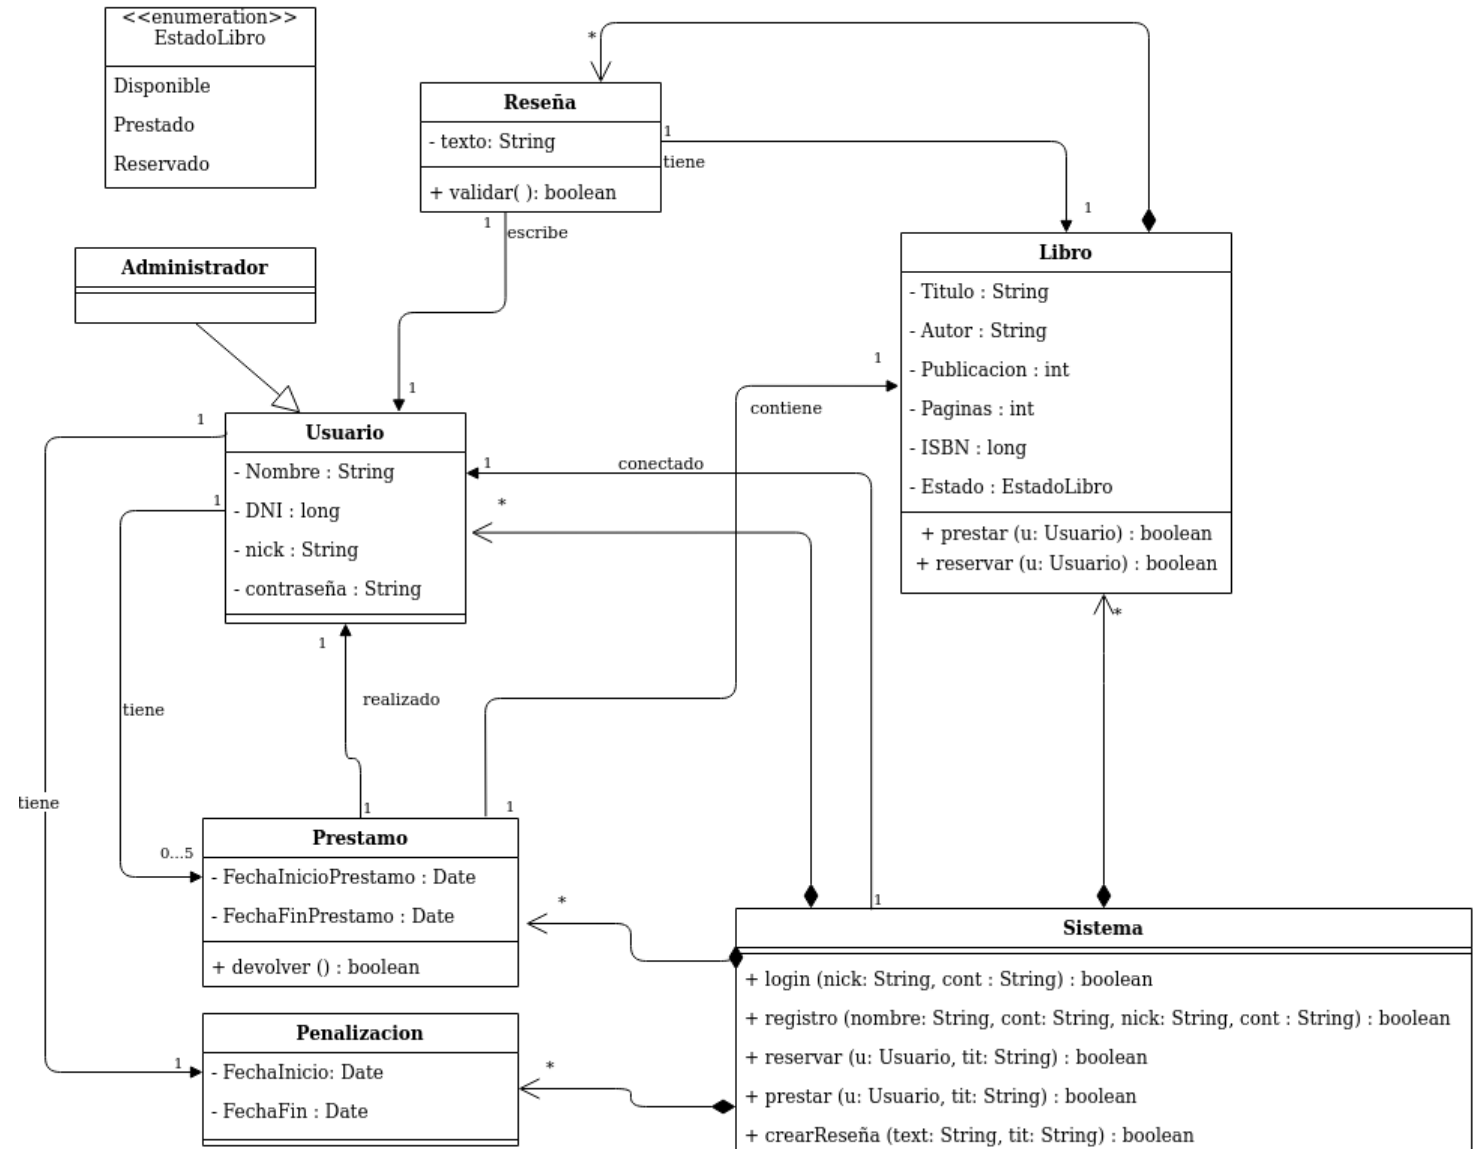 <<enumeration>>
EstadoLibro
Disponible
Prestado
Reservado
*
Reseña
- texto: String
+ validar( ): boolean
1
tiene
1
1
escribe
1
Administrador
Libro
- Titulo : String
- Autor : String
- Publicacion : int
- Paginas : int
- ISBN : long
- Estado : EstadoLibro
+ prestar (u: Usuario) : boolean
+ reservar (u: Usuario) : boolean
1
contiene
1
Usuario
- Nombre : String
- DNI : long
- nick : String
- contraseña : String
1
1
1
conectado
*
*
1
realizado
tiene
tiene
1
1
0...5
Prestamo
- FechaInicioPrestamo : Date
- FechaFinPrestamo : Date
+ devolver () : boolean
*
1
Penalizacion
- FechaInicio: Date
- FechaFin : Date
1
*
Sistema
+ login (nick: String, cont : String) : boolean
+ registro (nombre: String, cont: String, nick: String, cont : String) : boolean
+ reservar (u: Usuario, tit: String) : boolean
+ prestar (u: Usuario, tit: String) : boolean
+ crearReseña (text: String, tit: String) : boolean